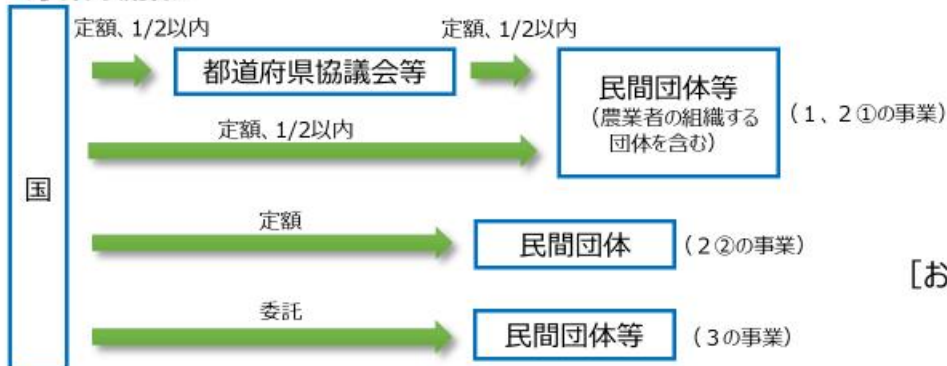 定額、1/2以内
定額、1/2以内
都道府県協議会等
民間団体等
(農業者の組織する
団体を含む)
(1、2①の事業)
定額、1/2以内
国
定額
民間団体
(2②の事業)
[お
委託
民間団体等
(3の事業)